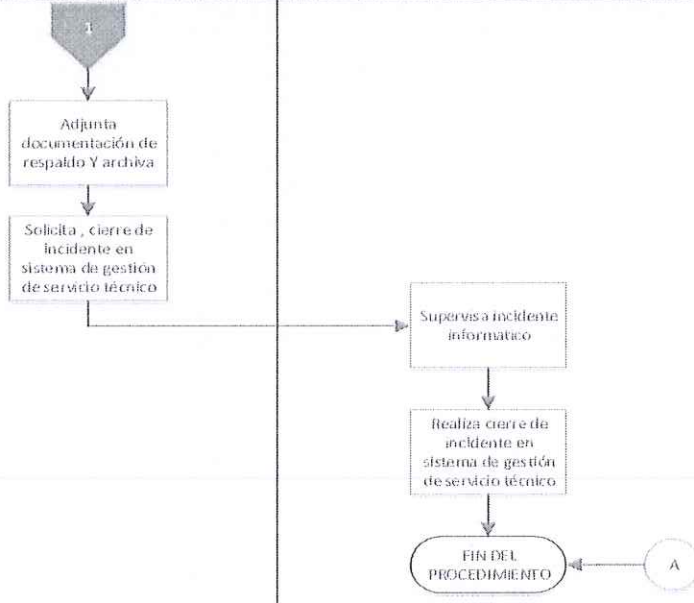 1
Adjunta
documentación de
respaldo Y archiva
Solicita , cierre de
incidente en
sistema de gestión
de servicio técnico
Supervisa incidente
informático
Realiza cierre de
incidente en
sistema de gestión
de servicio técnico
FIN DEL
PROCEDIMIENTO
A